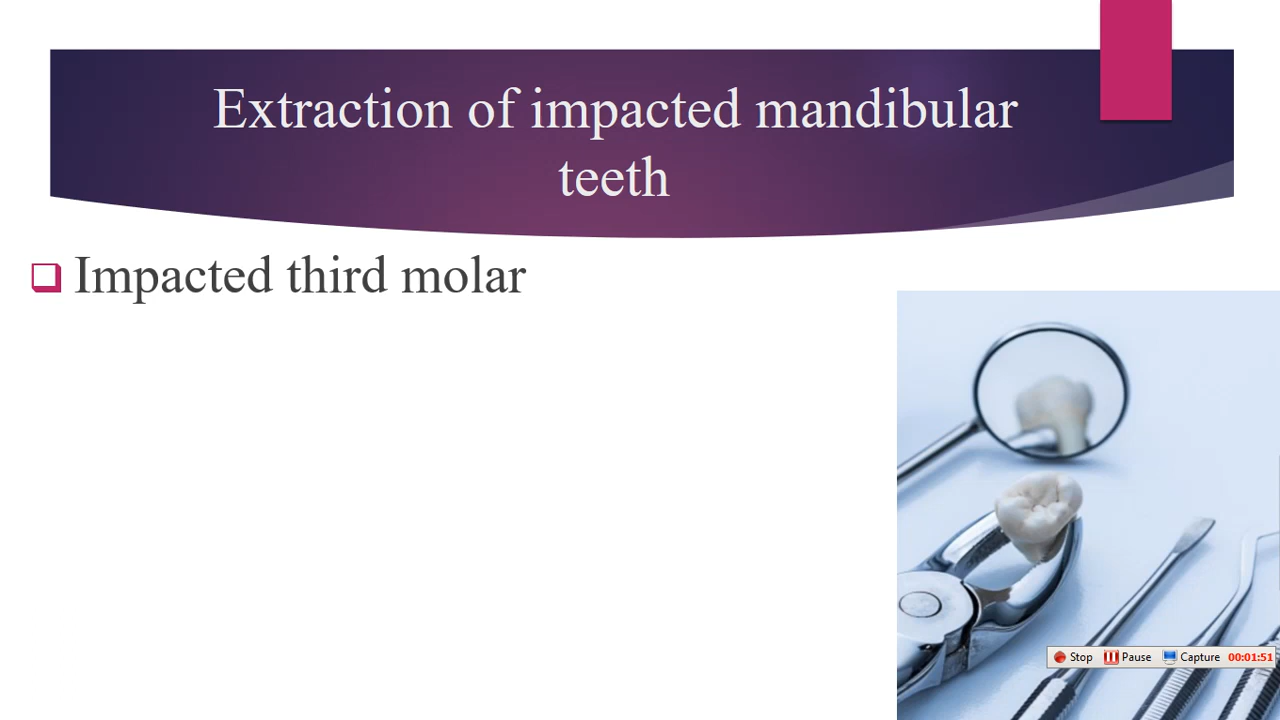 Extraction of impacted mandibular
teeth
Impacted third molar
Stop Pause Capture 00:01:51